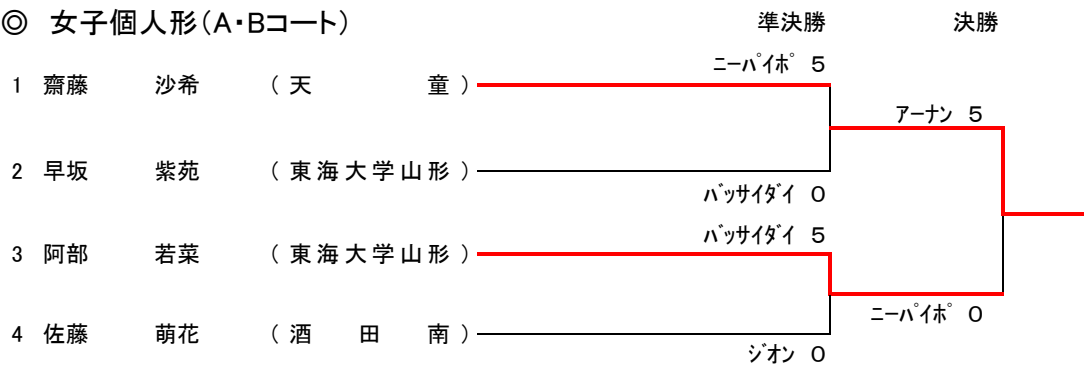 ◎ 女子個人形(A・Bコート) 準決勝 決勝
ﾆｰﾊﾟｲﾎﾟ 5
1 齋藤 沙希 (天 童)
ｱｰﾅﾝ 5
2 早坂 紫苑 (東海大学山形)
ﾊﾞｯｻｲﾀﾞｲ 0
ﾊﾞｯｻｲﾀﾞｲ 5
3 阿部 若菜 (東海大学山形)
ﾆｰﾊﾟｲﾎﾟ 0
4 佐藤 萌花 (酒 田 南)
ｼﾞｵﾝ 0